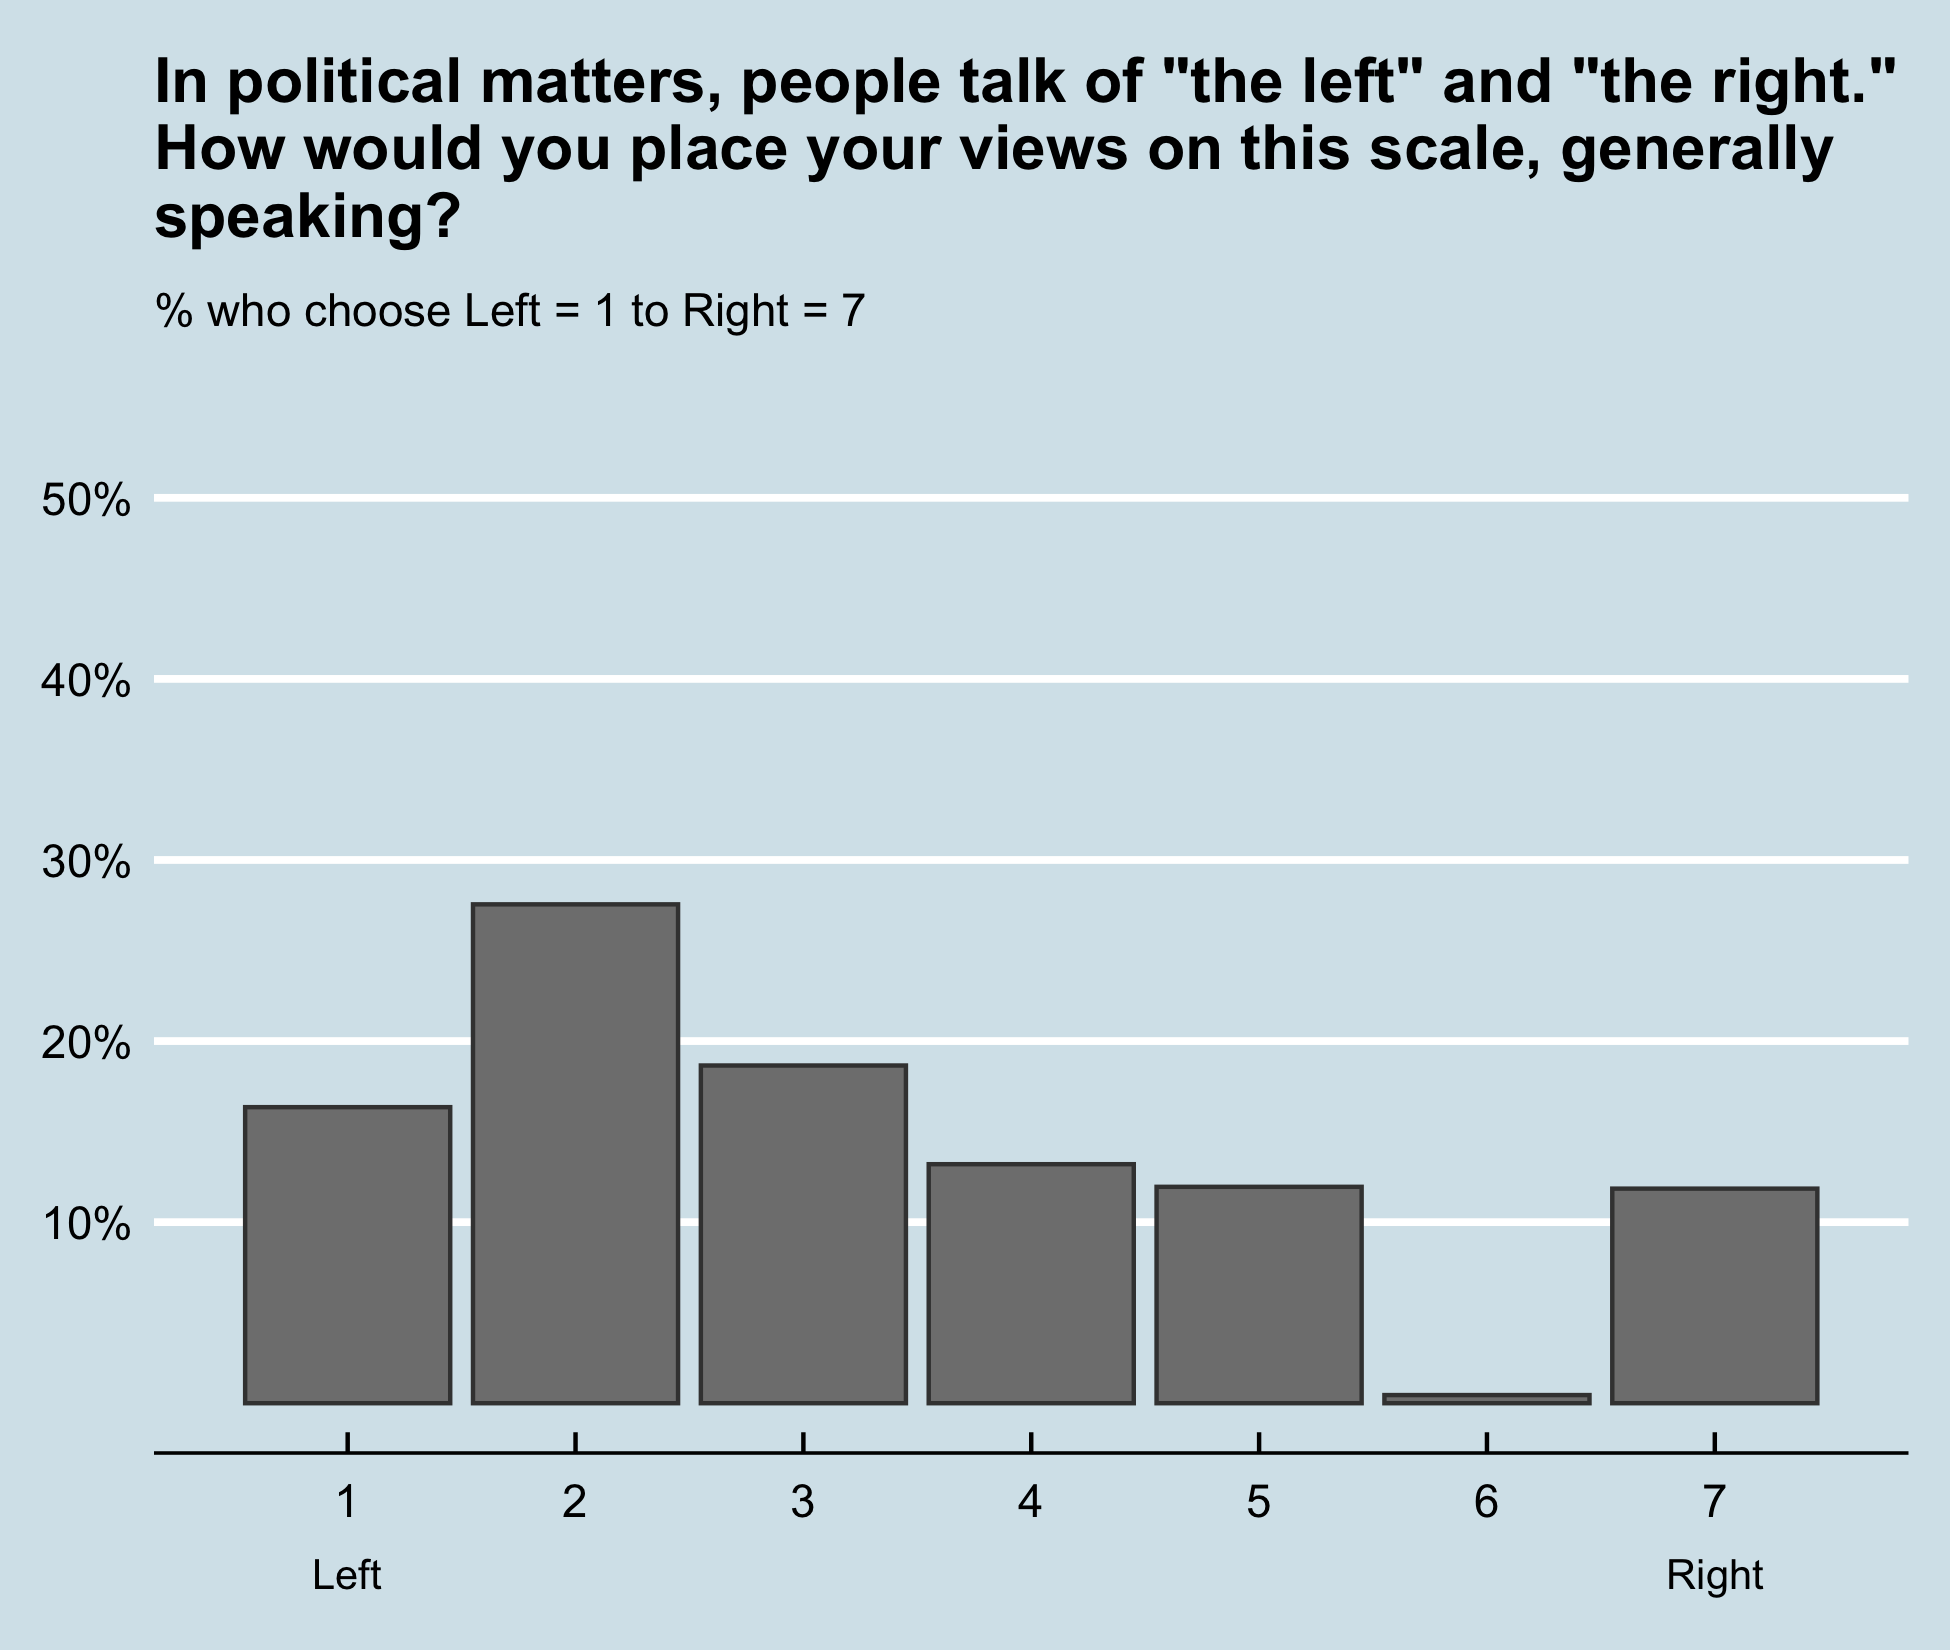 In political matters, people talk of "the left" and "the right."
How would you place your views on this scale, generally
speaking?
% who choose Left = 1 to Right = 7
50%
40%
30%
20%
10%
1 2 3 4 5 6 7
Left Right